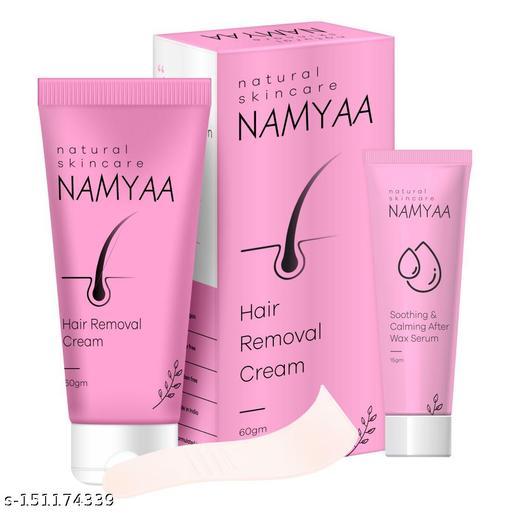 natural
skincare
NAMYAA
Hair Removal
Cream
60gm
natural
skincare
NAMYAA
Hair
Removal
Cream
60gm
natural
skincare
NAMYAA
Soothing &
Calming After
Wax Serum
15gm
s-151174339